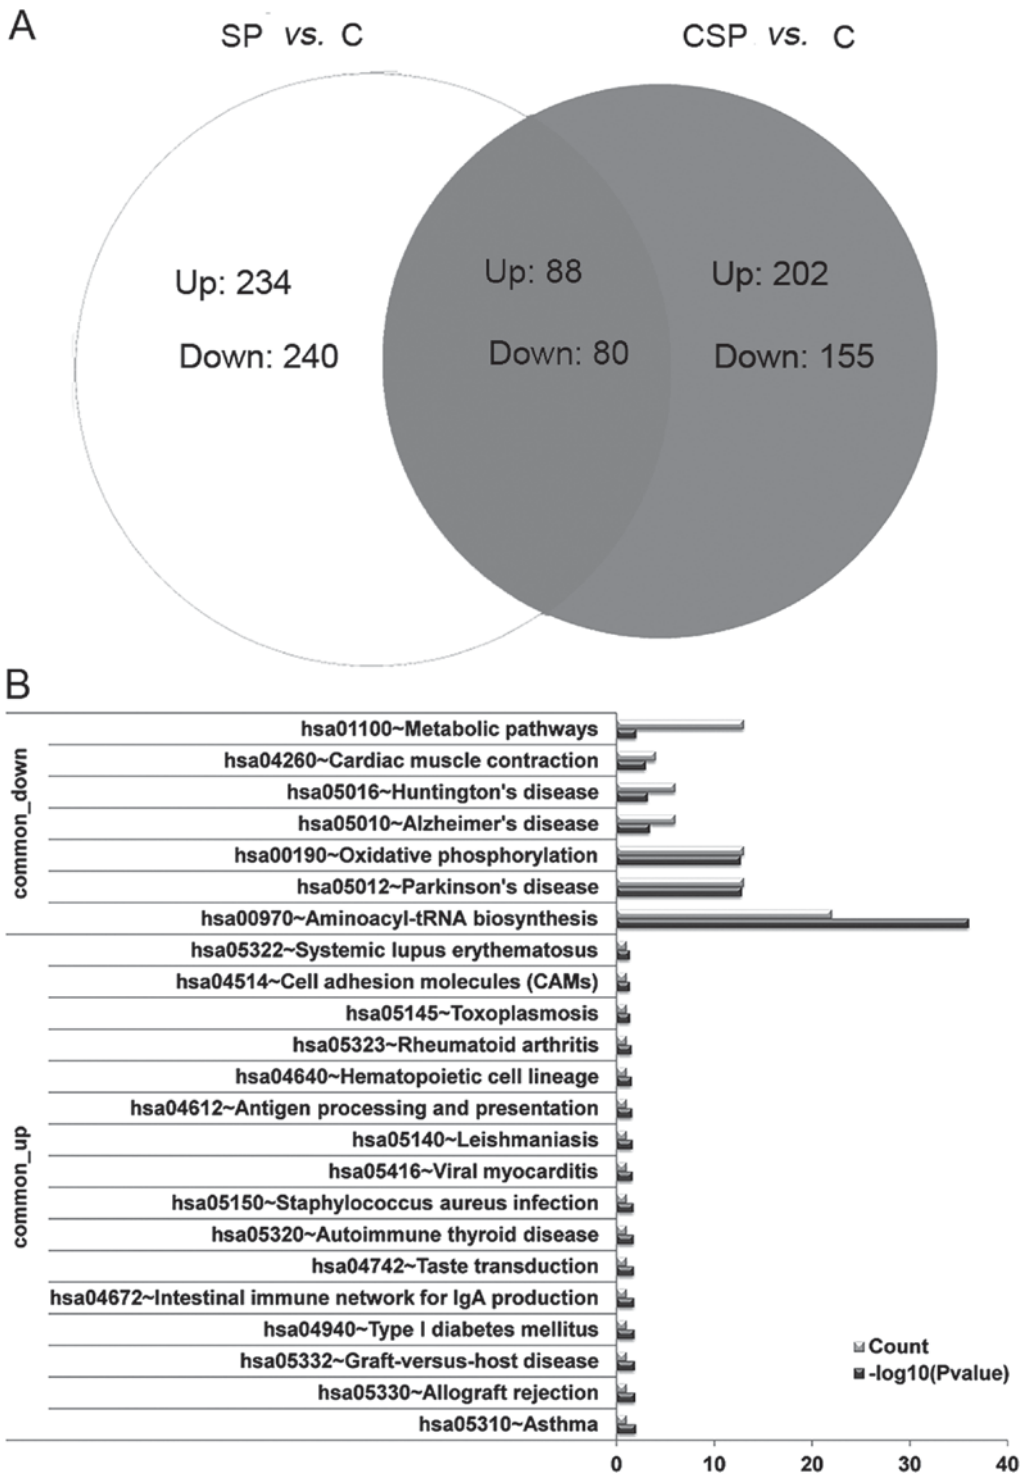 A
SP vs. C
CSP vs. C
Up: 234
Up: 88
Up: 202
Down: 240
Down: 80
Down: 155
B
common_down
hsa01100~Metabolic pathways
hsa04260~Cardiac muscle contraction
hsa05016~Huntington's disease
hsa05010~Alzheimer's disease
hsa00190~Oxidative phosphorylation
hsa05012~Parkinson's disease
hsa00970~Aminoacyl-tRNA biosynthesis
common_up
hsa05322~Systemic lupus erythematosus
hsa04514~Cell adhesion molecules (CAMs)
hsa05145~Toxoplasmosis
hsa05323~Rheumatoid arthritis
hsa04640~Hematopoietic cell lineage
hsa04612~Antigen processing and presentation
hsa05140~Leishmaniasis
hsa05416~Viral myocarditis
hsa05150~Staphylococcus aureus infection
hsa05320~Autoimmune thyroid disease
hsa04742~Taste transduction
hsa04672~Intestinal immune network for IgA production
hsa04940~Type I diabetes mellitus
hsa05332~Graft-versus-host disease
hsa05330~Allograft rejection
hsa05310~Asthma
Count
-log10(Pvalue)
0 10 20 30 40